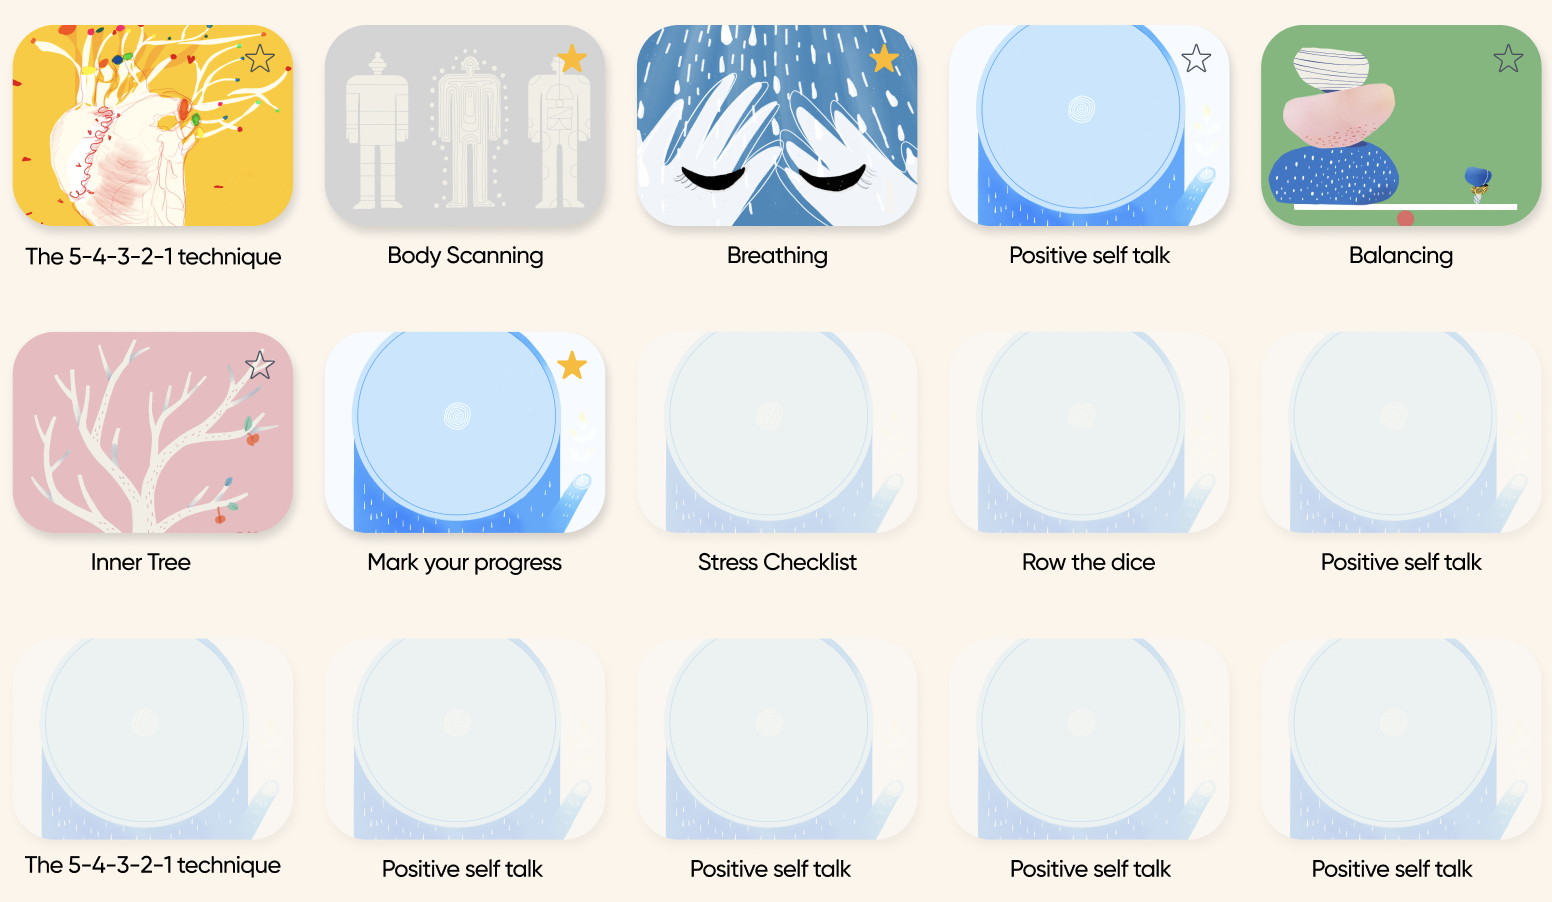 The 5-4-3-2-1 technique
Body Scanning
Breathing
Positive self talk
Balancing
Inner Tree
Mark your progress
Stress Checklist
Row the dice
Positive self talk
The 5-4-3-2-1 technique
Positive self talk
Positive self talk
Positive self talk
Positive self talk